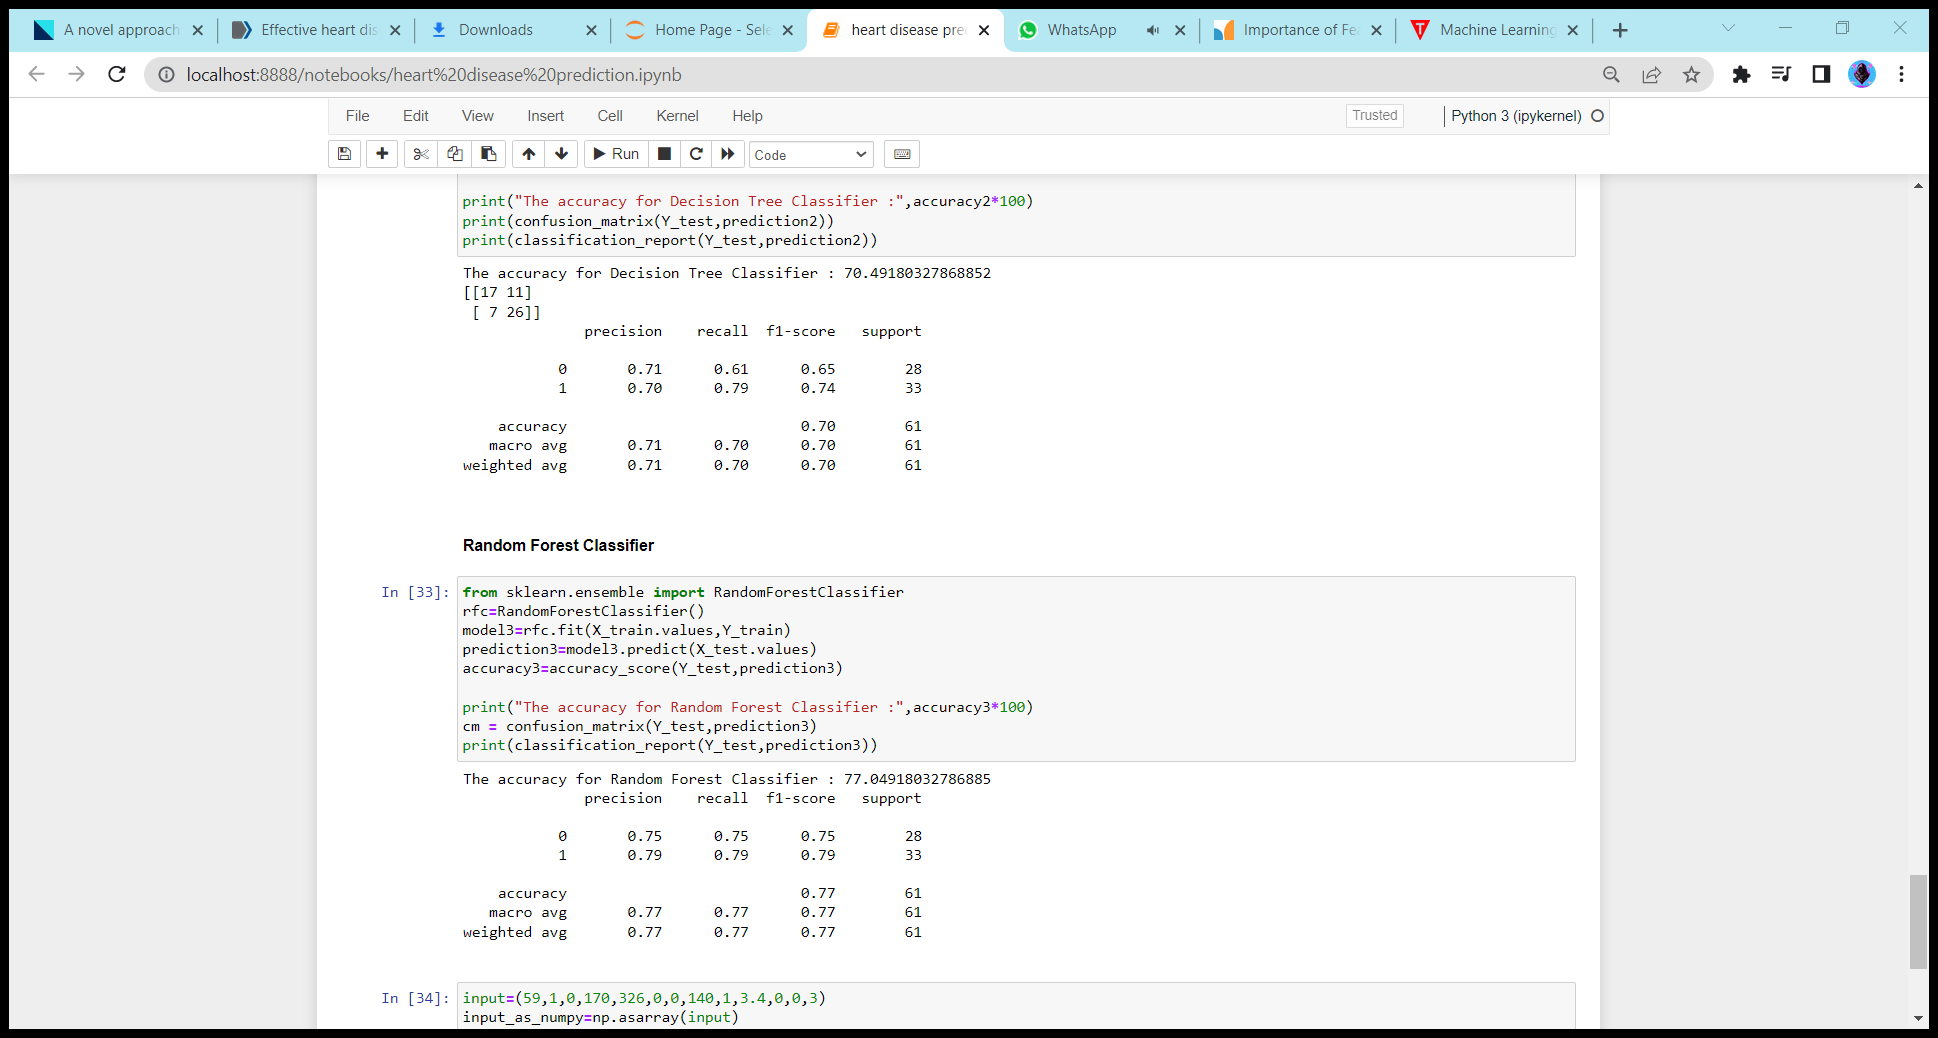 A novel approach
Effective heart dis
Downloads
Home Page - Sele
heart disease pre
WhatsApp
Importance of Fe
Machine Learning
localhost:8888/notebooks/heart%20disease%20prediction.ipynb
File Edit View Insert Cell Kernel Help
Trusted
Python 3 (ipykernel)
Run
Code
print("The accuracy for Decision Tree Classifier :",accuracy2*100)
print(confusion_matrix(Y_test,prediction2))
print(classification_report(Y_test,prediction2))
The accuracy for Decision Tree Classifier : 70.49180327868852
[[17 11]
[ 7 26]]
precision recall f1-score support
0 0.71 0.61 0.65 28
1 0.70 0.79 0.74 33
accuracy 0.70 61
macro avg 0.71 0.70 0.70 61
weighted avg 0.71 0.70 0.70 61
Random Forest Classifier
In [33]:
from sklearn.ensemble import RandomForestClassifier
rfc=RandomForestClassifier()
model3=rfc.fit(X_train.values,Y_train)
prediction3=model3.predict(X_test.values)
accuracy3=accuracy_score(Y_test,prediction3)
print("The accuracy for Random Forest Classifier :",accuracy3*100)
cm = confusion_matrix(Y_test,prediction3)
print(classification_report(Y_test,prediction3))
The accuracy for Random Forest Classifier : 77.04918032786885
precision recall f1-score support
0 0.75 0.75 0.75 28
1 0.79 0.79 0.79 33
accuracy 0.77 61
macro avg 0.77 0.77 0.77 61
weighted avg 0.77 0.77 0.77 61
In [34]:
input=(59,1,0,170,326,0,0,140,1,3.4,0,0,3)
input_as_numpy=np.asarray(input)